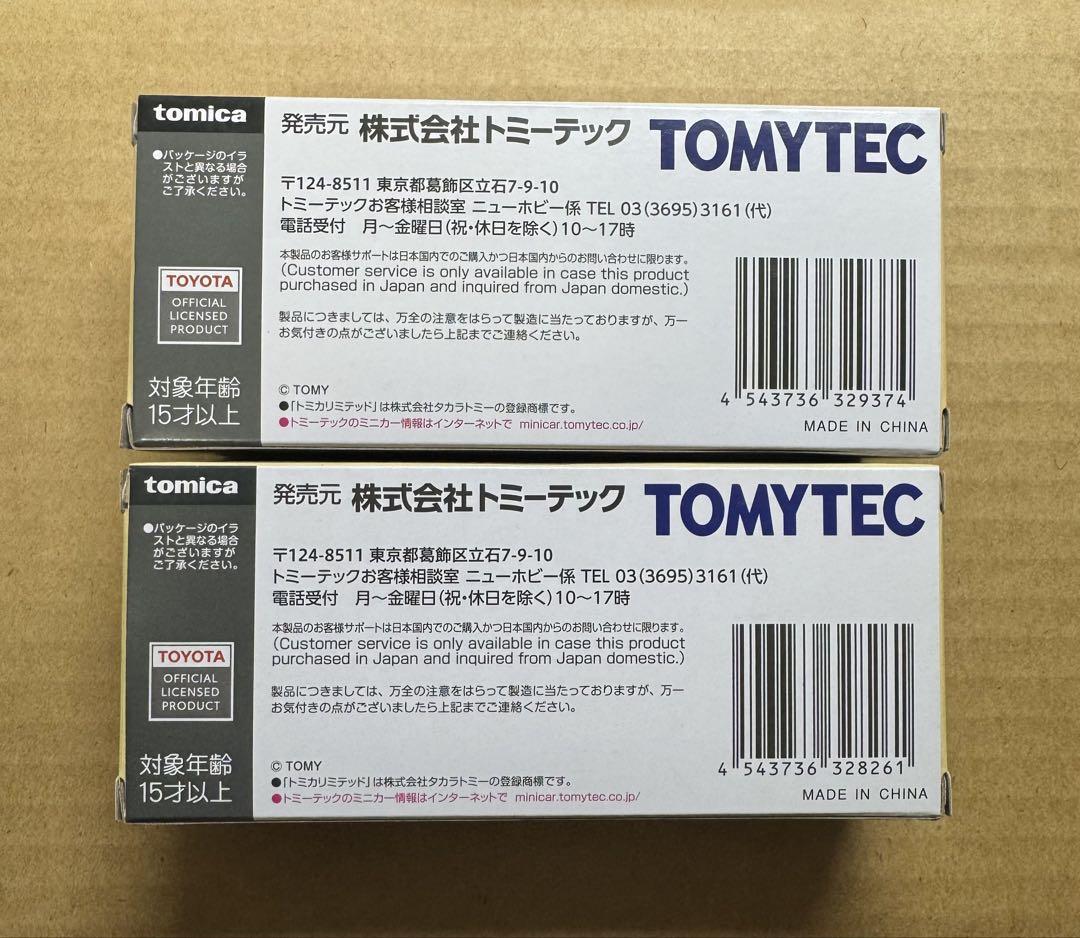 tomica
●パッケージのイラ
ストと異なる場合
がございますが
ご了承ください。
TOYOTA
OFFICIAL
LICENSED
PRODUCT
対象年齢
15才以上
発売元 株式会社トミーテック TOMYTEC
〒124-8511 東京都葛飾区立石7-9-10
トミーテックお客様相談室 ニューホビー係 TEL 03(3695)3161(代)
電話受付 月〜金曜日(祝・休日を除く)10〜17時
本製品のお客様サポートは日本国内でのご購入かつ日本国内からのお問い合わせに限ります。
(Customer service is only available in case this product
purchased in Japan and inquired from Japan domestic.)
製品につきましては、万全の注意をはらって製造に当たっておりますが、万一
お気付きの点がございましたら上記までご連絡ください。
© TOMY
●「トミカリミテッド」は株式会社タカラトミーの登録商標です。
●トミーテックのミニカー情報はインターネットで minicar.tomytec.co.jp/
4 543736 329374
MADE IN CHINA
tomica
●パッケージのイラ
ストと異なる場合
がございますが
ご了承ください。
TOYOTA
OFFICIAL
LICENSED
PRODUCT
対象年齢
15才以上
発売元 株式会社トミーテック TOMYTEC
〒124-8511 東京都葛飾区立石7-9-10
トミーテックお客様相談室 ニューホビー係 TEL 03(3695)3161(代)
電話受付 月〜金曜日(祝・休日を除く)10〜17時
本製品のお客様サポートは日本国内でのご購入かつ日本国内からのお問い合わせに限ります。
(Customer service is only available in case this product
purchased in Japan and inquired from Japan domestic.)
製品につきましては、万全の注意をはらって製造に当たっておりますが、万一
お気付きの点がございましたら上記までご連絡ください。
© TOMY
●「トミカリミテッド」は株式会社タカラトミーの登録商標です。
●トミーテックのミニカー情報はインターネットで minicar.tomytec.co.jp/
4 543736 328261
MADE IN CHINA